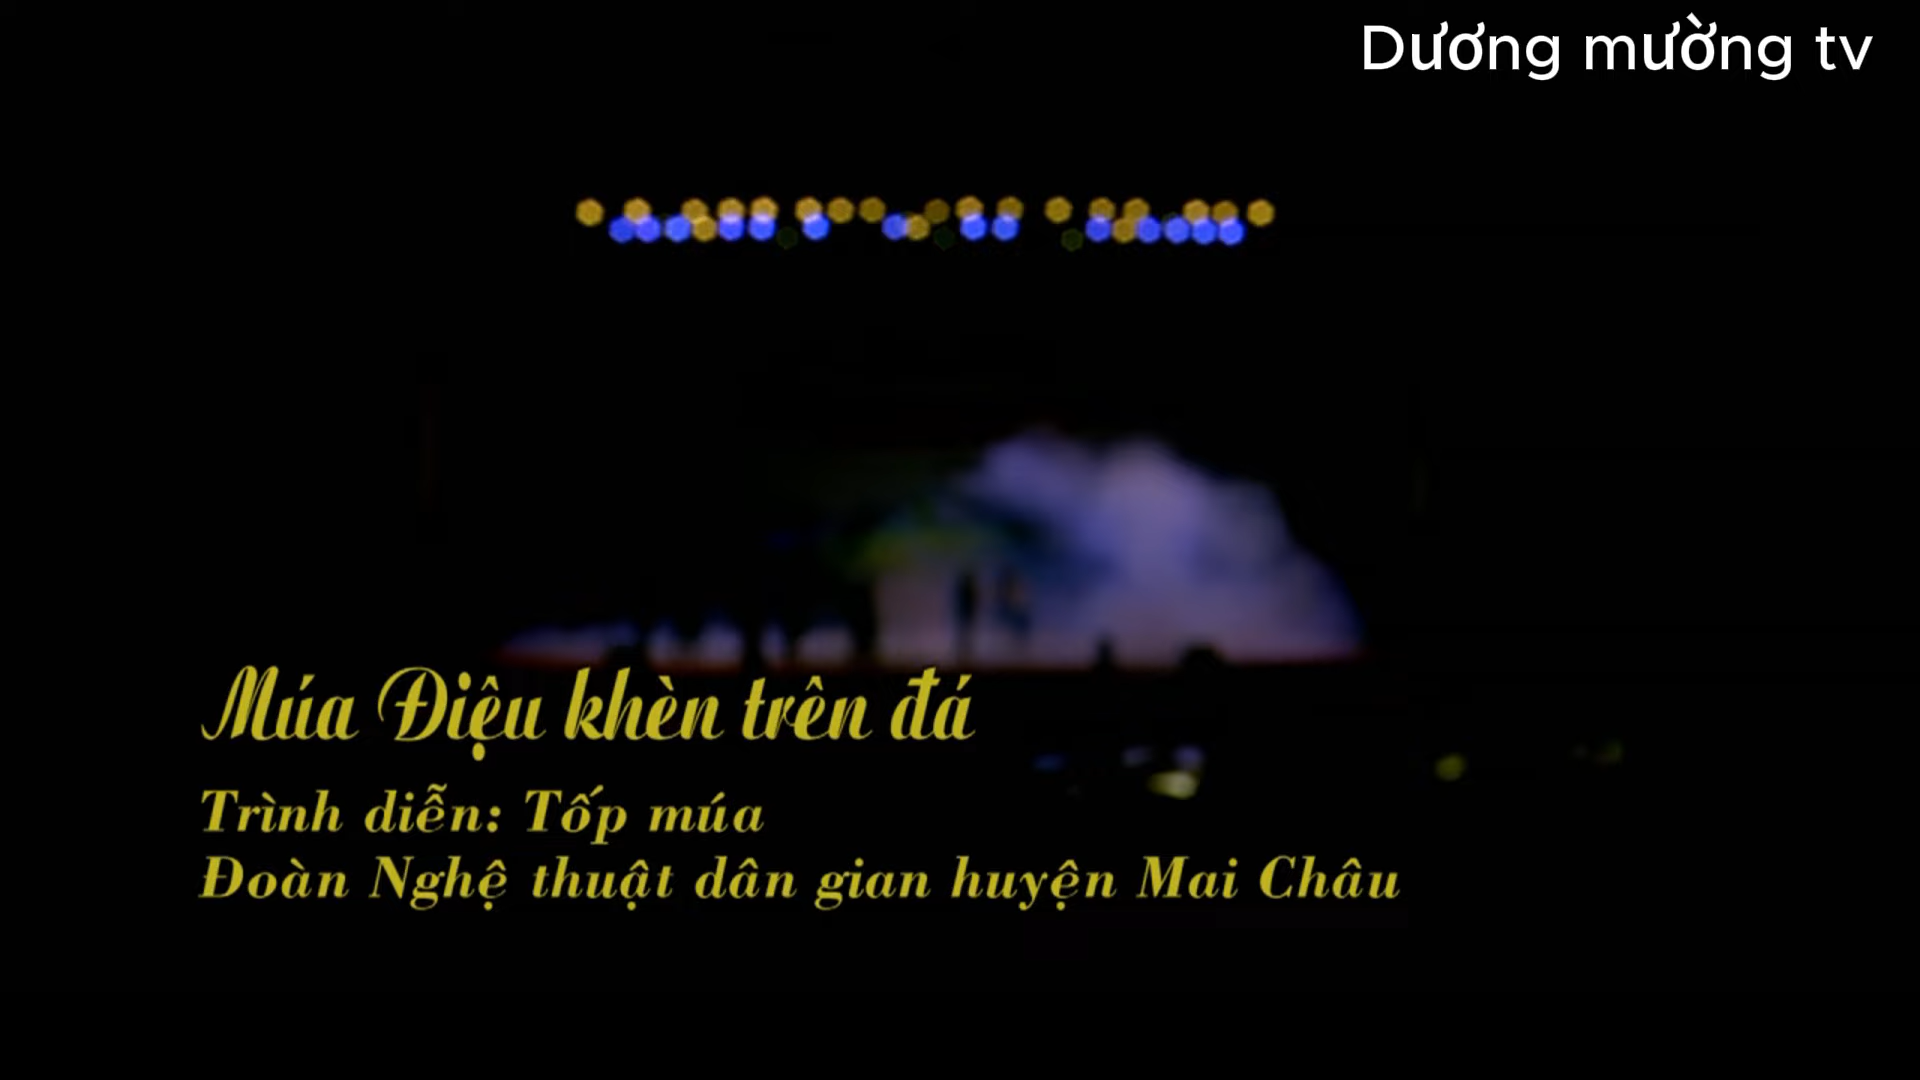 Dương mường tv
Múa Điệu khèn trên đá
Trình diễn: Tốp múa
Đoàn Nghệ thuật dân gian huyện Mai Châu